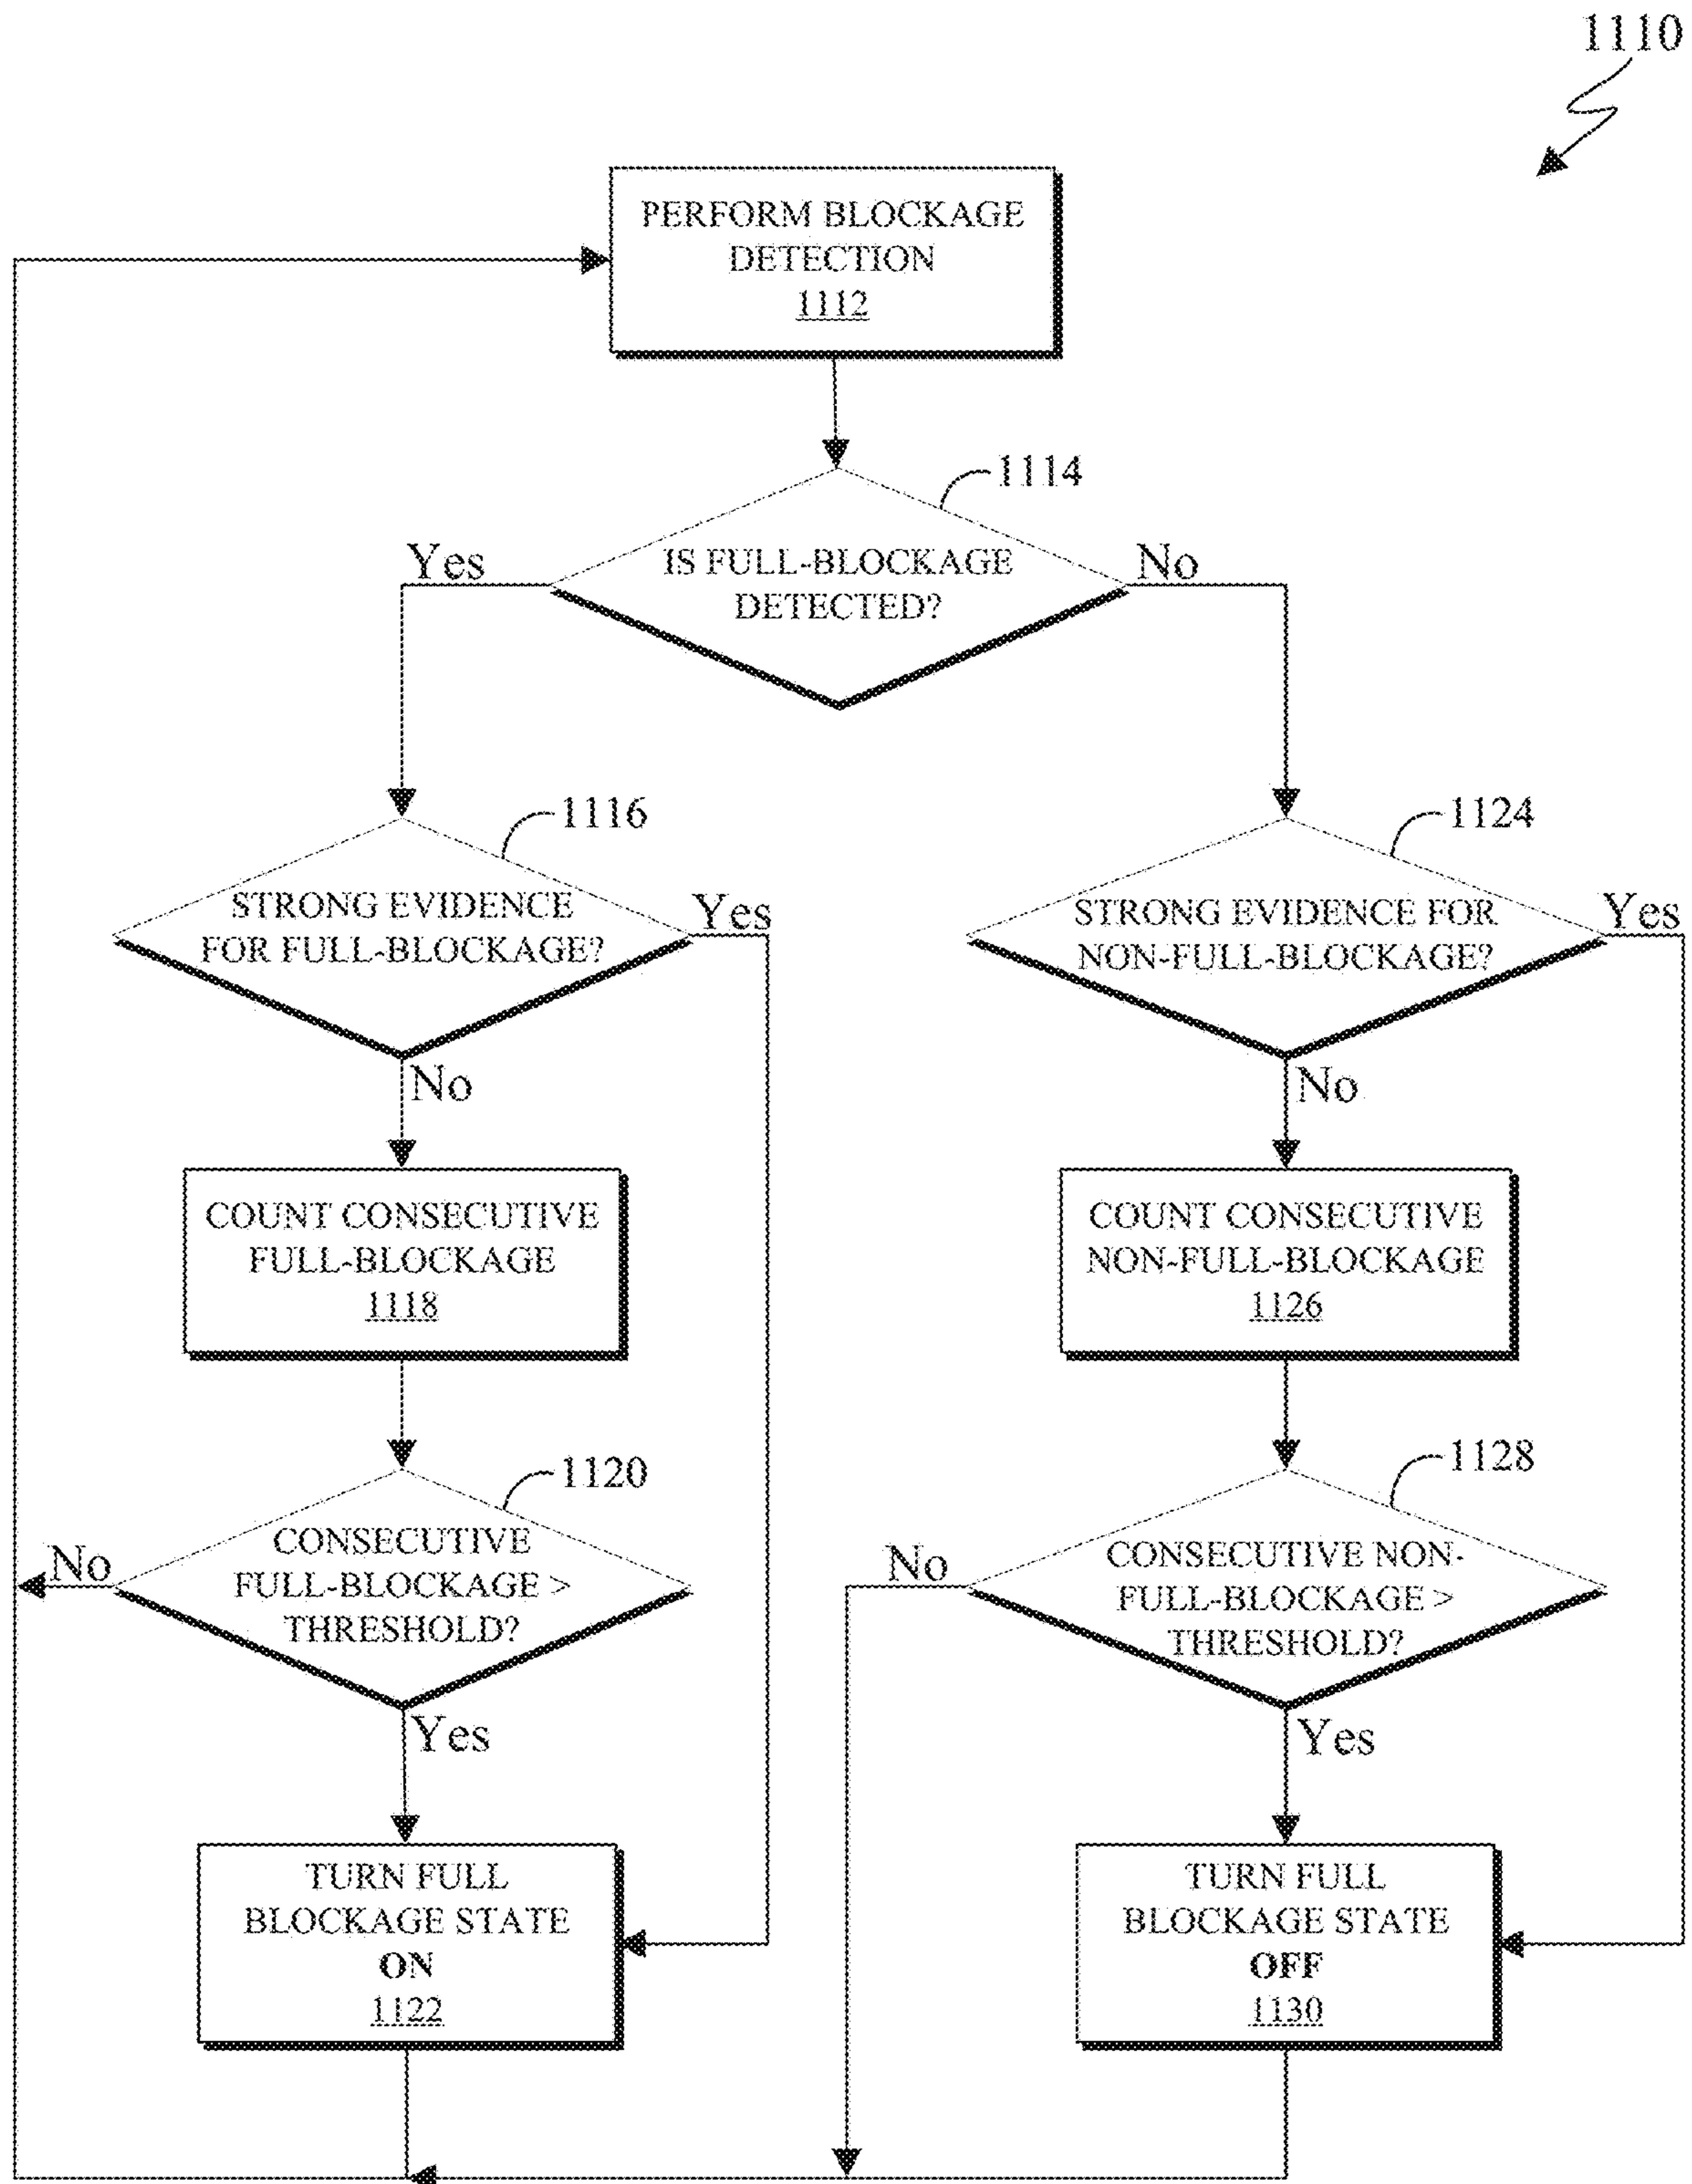 1110
PERFORM BLOCKAGE
DETECTION
1112
1114
Yes
IS FULL-BLOCKAGE
DETECTED?
No
1116
STRONG EVIDENCE
FOR FULL-BLOCKAGE?
Yes
No
1124
STRONG EVIDENCE FOR
NON-FULL-BLOCKAGE?
Yes
No
COUNT CONSECUTIVE
FULL-BLOCKAGE
1118
COUNT CONSECUTIVE
NON-FULL-BLOCKAGE
1126
1120
No
CONSECUTIVE
FULL-BLOCKAGE >
THRESHOLD?
Yes
1128
No
CONSECUTIVE NON-
FULL-BLOCKAGE >
THRESHOLD?
Yes
TURN FULL
BLOCKAGE STATE
ON
1122
TURN FULL
BLOCKAGE STATE
OFF
1130